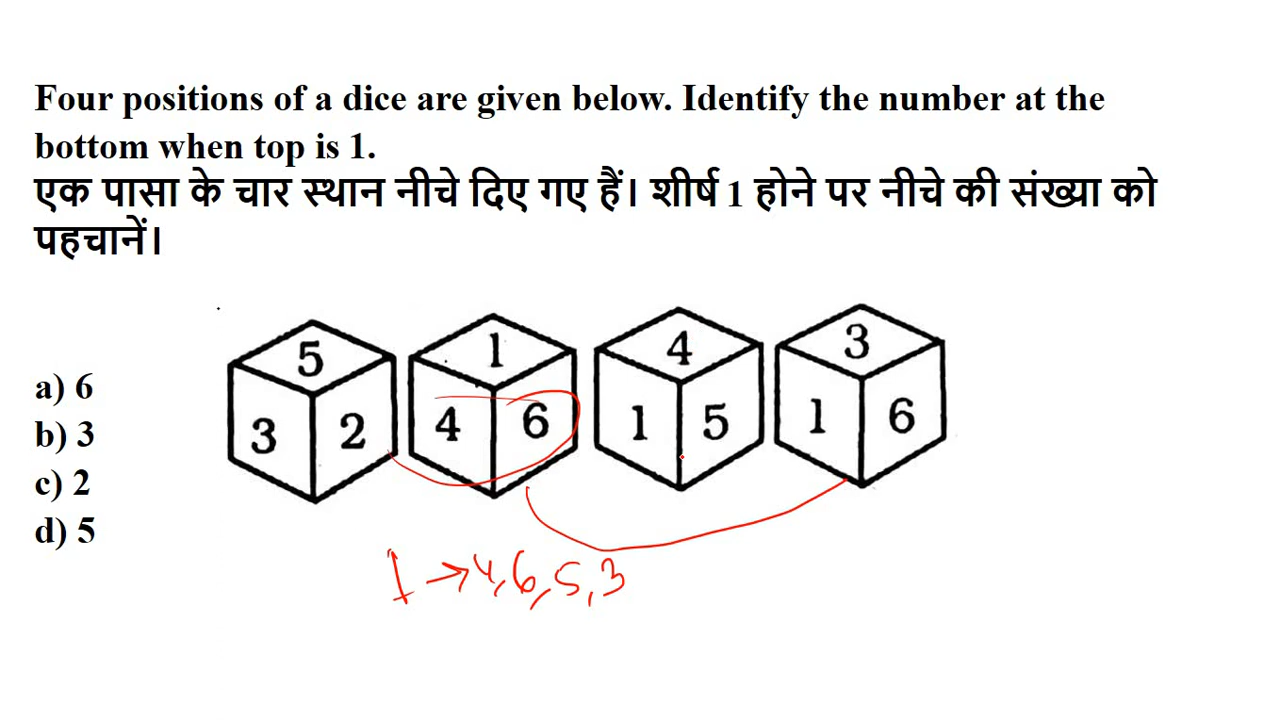 Four positions of a dice are given below. Identify the number at the
bottom when top is 1.
एक पासा के चार स्थान नीचे दिए गए हैं। शीर्ष 1 होने पर नीचे की संख्या को
पहचानें।
5
3 2
1
4 6
4
1 5
3
1 6
a) 6
b) 3
c) 2
d) 5
1 → 4, 6, 5, 3